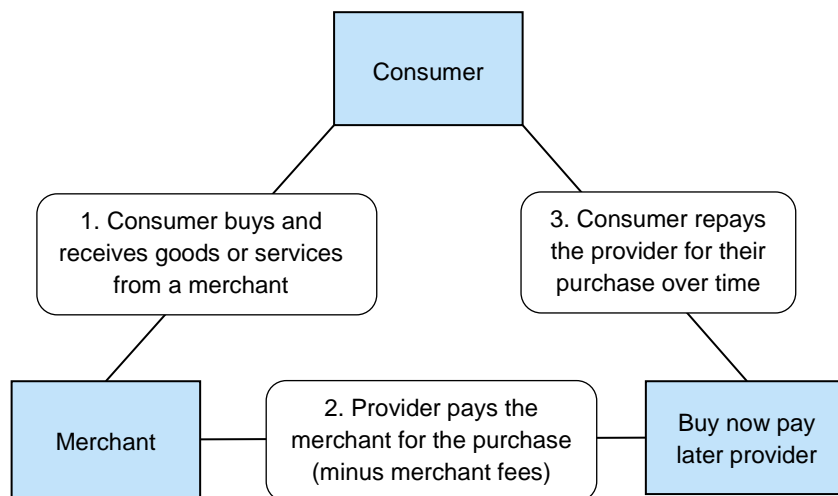 Consumer
1. Consumer buys and
receives goods or services
from a merchant
3. Consumer repays
the provider for their
purchase over time
Merchant
2. Provider pays the
merchant for the purchase
(minus merchant fees)
Buy now pay
later provider